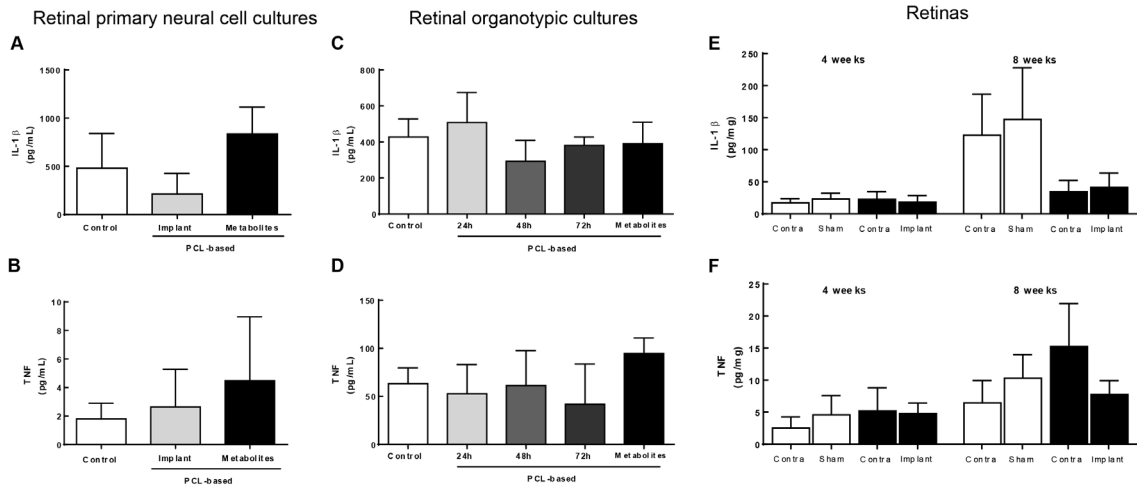 Retinal primary neural cell cultures
Retinal organotypic cultures
Retinas
A
1500
1000
500
0
IL-1 β
(pg/mL)
Control
Implant
Metabolites
PCL-based
B
10
8
6
4
2
0
TNF
(pg/mL)
Control
Implant
Metabolites
PCL-based
C
800
600
400
200
0
IL-1 β
(pg/mL)
Control
24h
48h
72h
Metabolites
PCL-based
D
150
100
50
0
TNF
(pg/mL)
Control
24h
48h
72h
Metabolites
PCL-based
E
4 weeks
8 weeks
250
200
150
100
50
0
IL-1 β
(pg/mg)
Contra
Sham
Contra
Implant
Contra
Sham
Contra
Implant
F
4 weeks
8 weeks
25
20
15
10
5
0
TNF
(pg/mg)
Contra
Sham
Contra
Implant
Contra
Sham
Contra
Implant